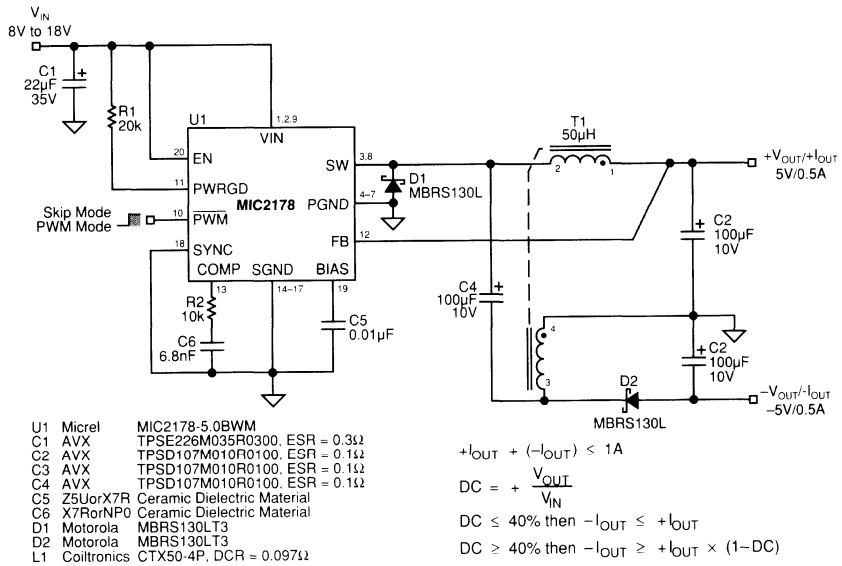 VIN
8V to 18V
C1
22µF
35V
+
R1
20k
U1
1,2,9
VIN
20
EN
11
PWRGD
MIC2178
Skip Mode
PWM Mode
10
PWM
18
SYNC
COMP
SGND
BIAS
SW
3,8
PGND
4–7
FB
12
13
14–17
19
R2
10k
C6
6.8nF
C5
0.01µF
D1
MBRS130L
T1
50µH
2
1
+VOUT/+IOUT
5V/0.5A
+
C2
100µF
10V
C4
100µF
10V
+
4
3
+
C2
100µF
10V
D2
MBRS130L
–VOUT/-IOUT
–5V/0.5A
U1 Micrel MIC2178-5.0BWM
C1 AVX TPSE226M035R0300, ESR = 0.3Ω
C2 AVX TPSD107M010R0100, ESR = 0.1Ω
C3 AVX TPSD107M010R0100, ESR = 0.1Ω
C4 AVX TPSD107M010R0100, ESR = 0.1Ω
C5 Z5UorX7R Ceramic Dielectric Material
C6 X7RorNP0 Ceramic Dielectric Material
D1 Motorola MBRS130LT3
D2 Motorola MBRS130LT3
L1 Coiltronics CTX50-4P, DCR = 0.097Ω
+IOUT + (–IOUT) ≤ 1A
DC = + VOUT
VIN
DC ≤ 40% then –IOUT ≤ +IOUT
DC ≥ 40% then –IOUT ≥ +IOUT × (1–DC)